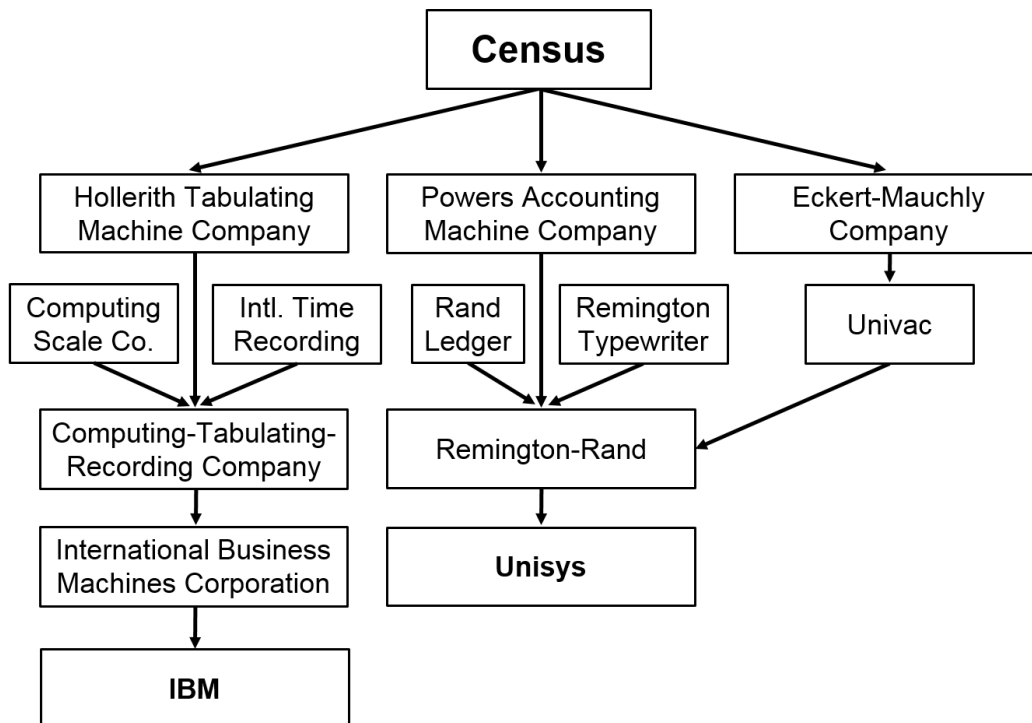 Census
Hollerith Tabulating
Machine Company
Powers Accounting
Machine Company
Eckert-Mauchly
Company
Computing
Scale Co.
Intl. Time
Recording
Rand
Ledger
Remington
Typewriter
Univac
Computing-Tabulating-
Recording Company
Remington-Rand
International Business
Machines Corporation
Unisys
IBM